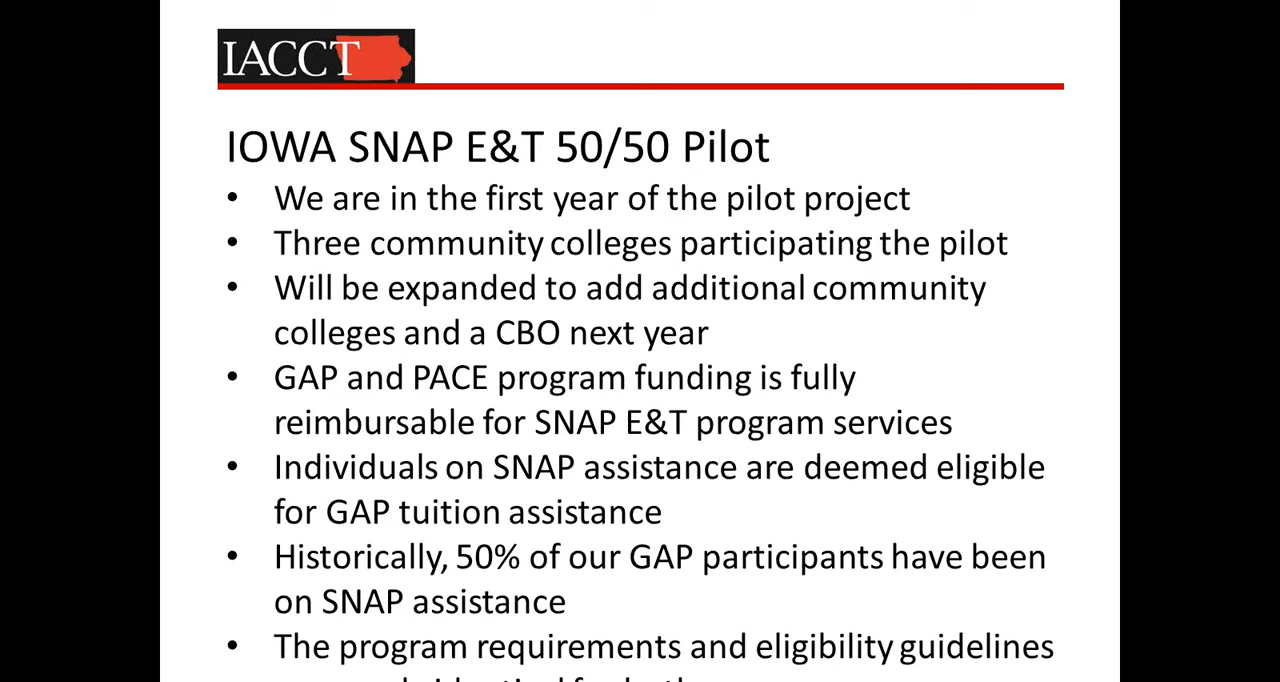 IACCT
IOWA SNAP E&T 50/50 Pilot
• We are in the first year of the pilot project
• Three community colleges participating the pilot
• Will be expanded to add additional community
colleges and a CBO next year
• GAP and PACE program funding is fully
reimbursable for SNAP E&T program services
• Individuals on SNAP assistance are deemed eligible
for GAP tuition assistance
• Historically, 50% of our GAP participants have been
on SNAP assistance
• The program requirements and eligibility guidelines